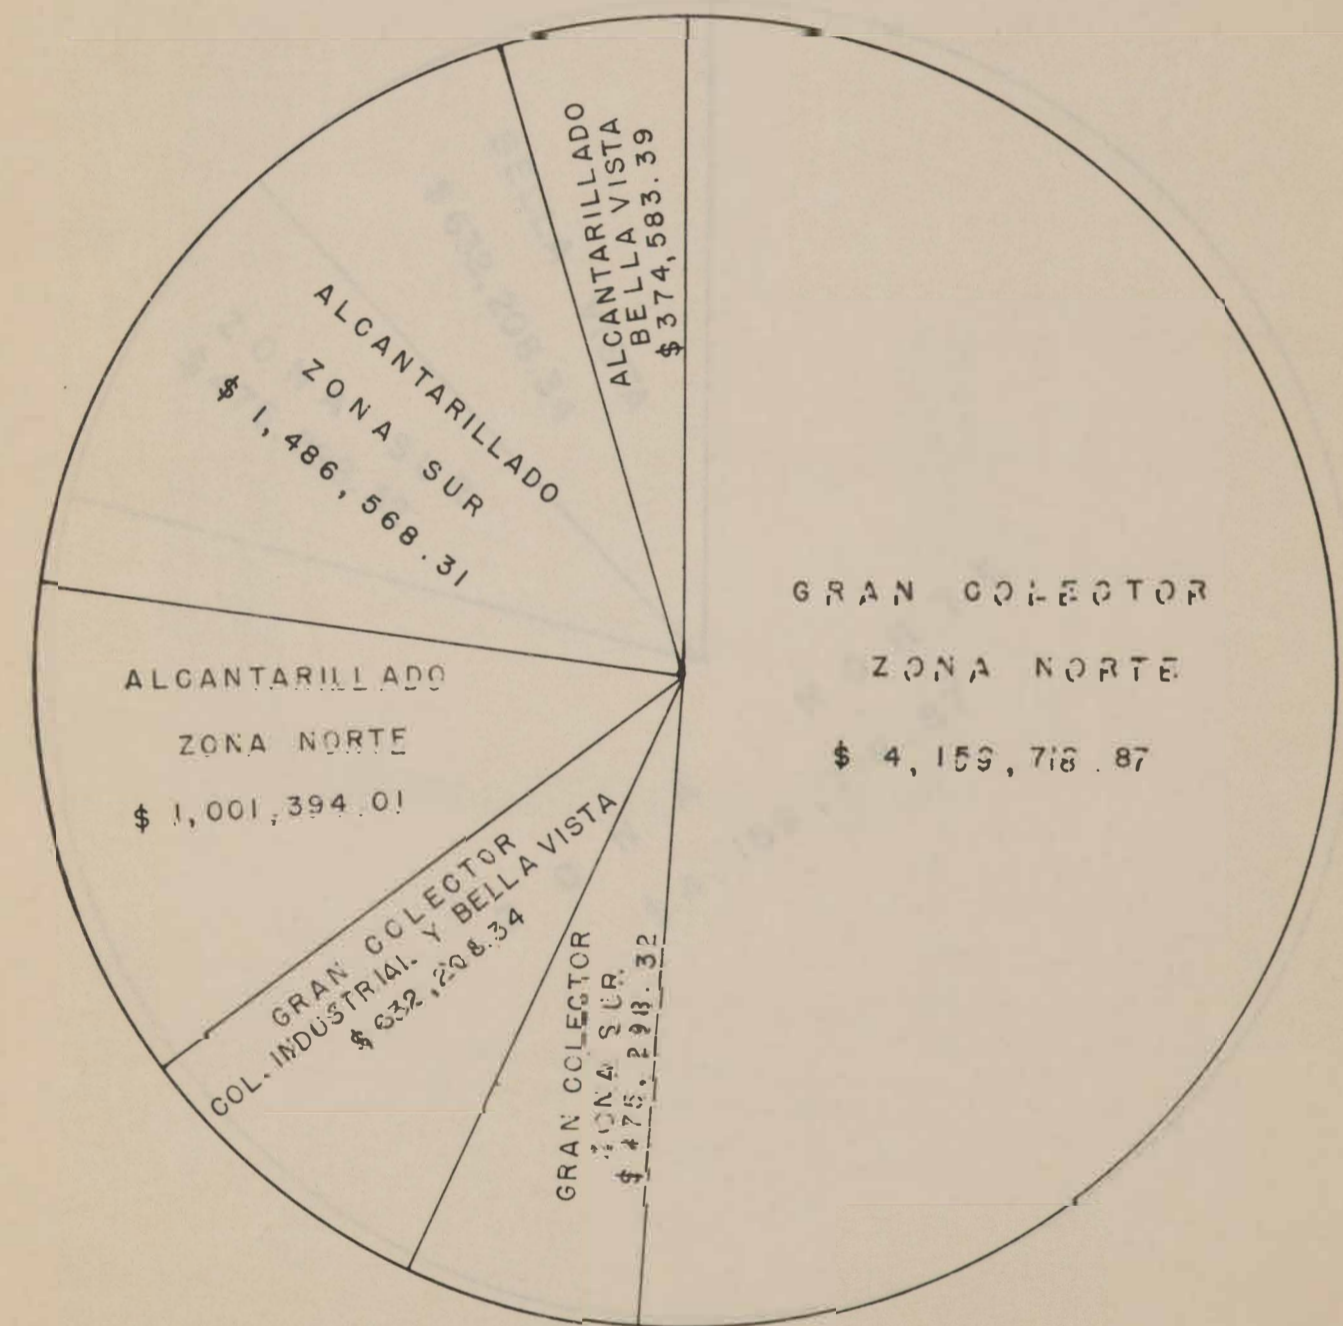 ALCANTARILLADO
BELLA VISTA
$ 374,583.39
ALCANTARILLADO
ZONA SUR
$ 1,486,568.31
ALCANTARILLADO
ZONA NORTE
$ 1,001,394.01
GRAN COLECTOR
COL. INDUSTRIAL Y BELLA VISTA
$ 632,208.34
GRAN COLECTOR
ZONA SUR.
GRAN COLECTOR
ZONA NORTE
$ 4,159,718.87